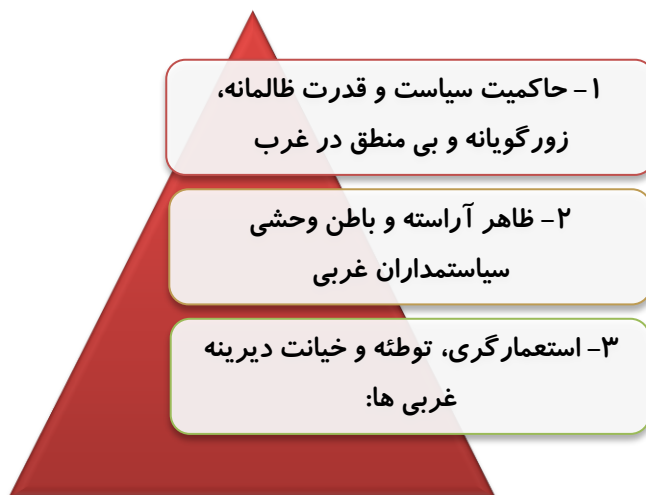 ۱- حاکمیت سیاست و قدرت ظالمانه،
زورگویانه و بی منطق در غرب
۲- ظاهر آراسته و باطن وحشی
سیاستمداران غربی
۳- استعمارگری، توطئه و خیانت دیرینه
غربی ها: